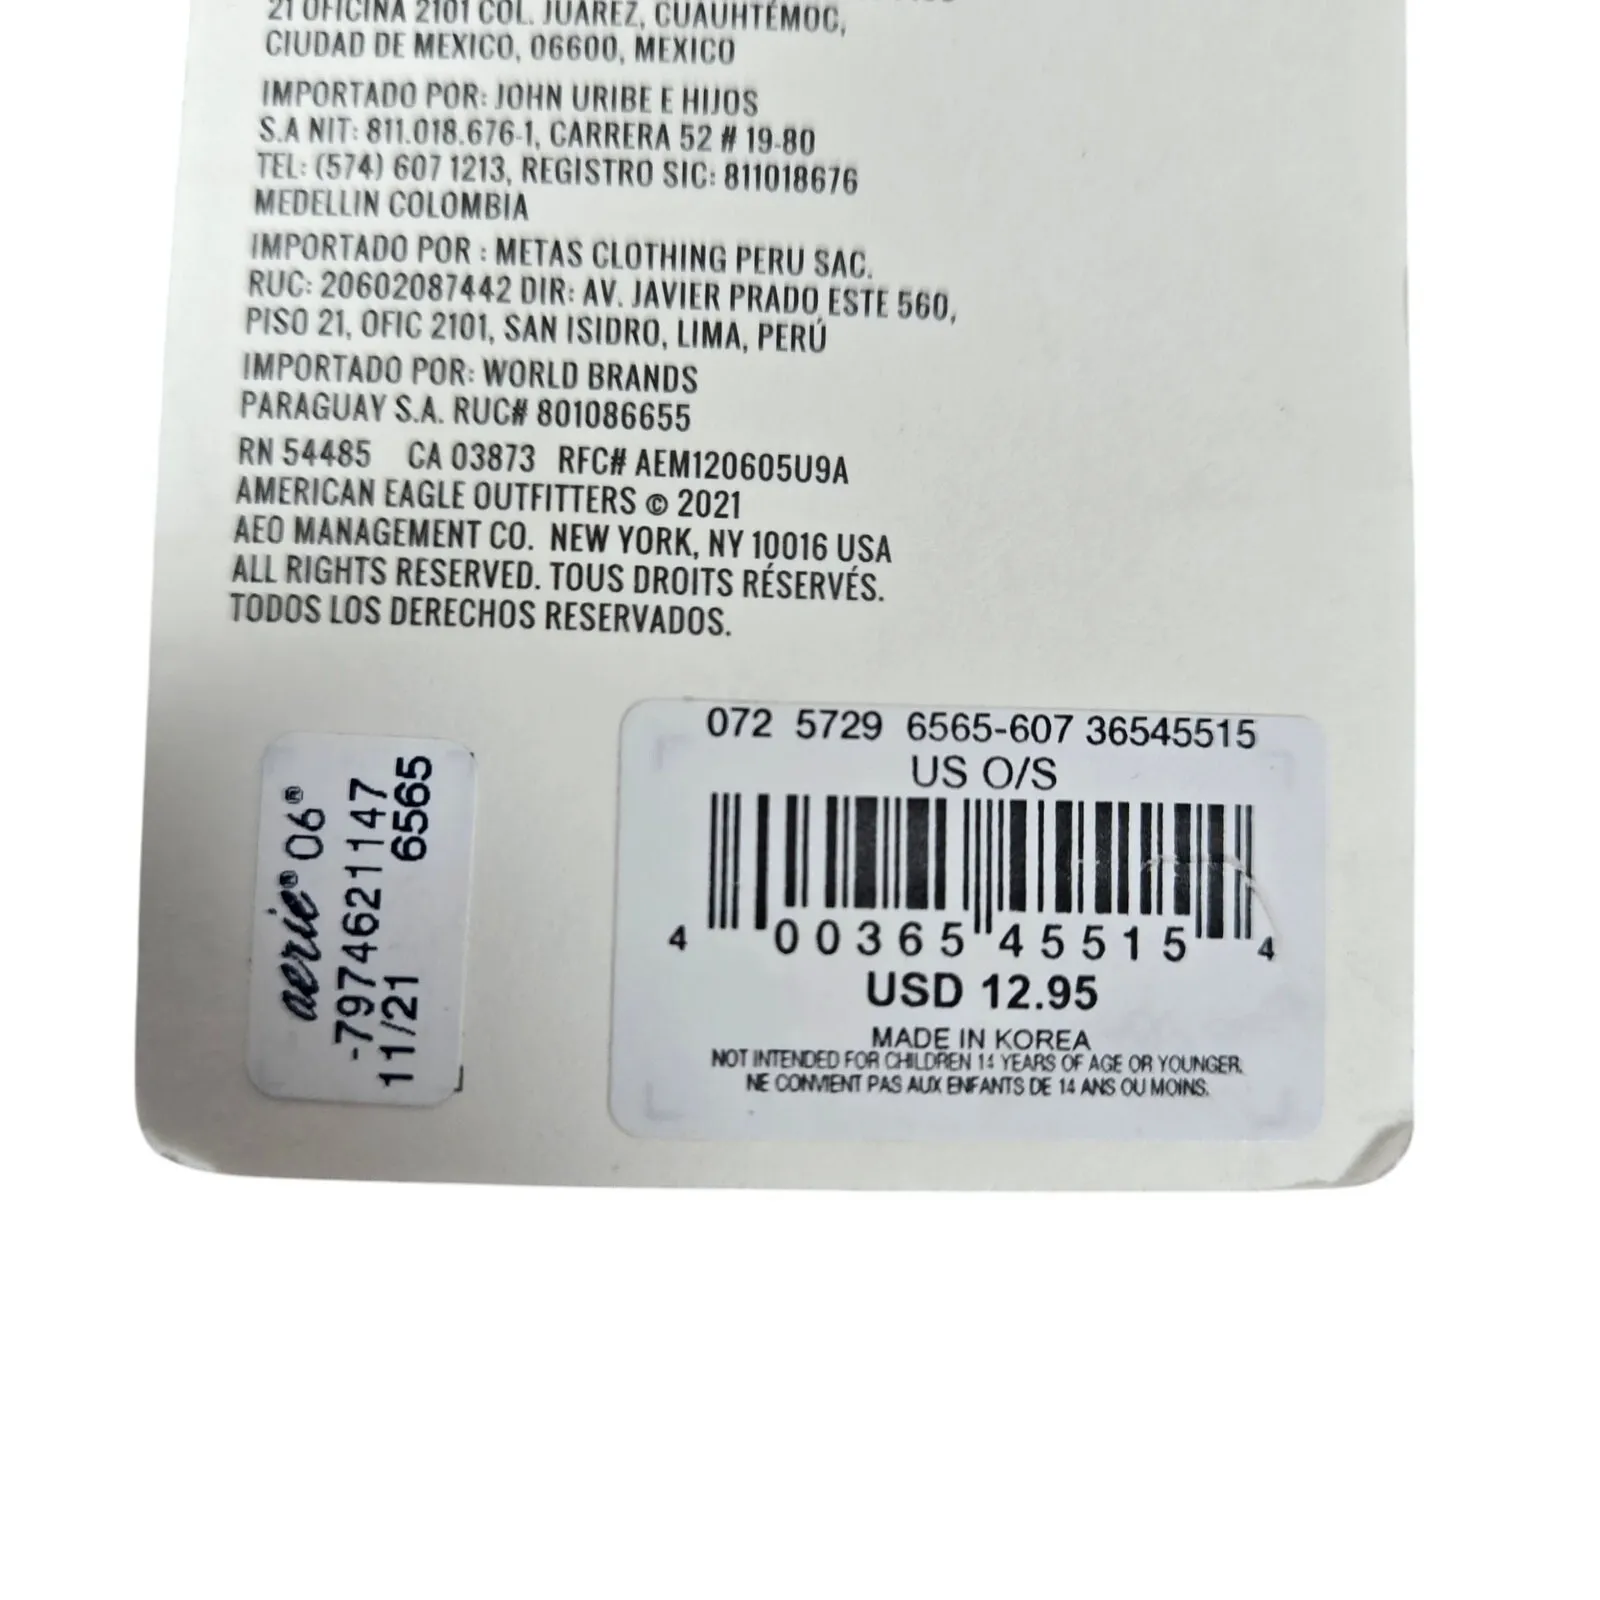 21 OFICINA 2101 COL. JUAREZ, CUAUHTÉMOC,
CIUDAD DE MEXICO, 06600, MEXICO
IMPORTADO POR: JOHN URIBE E HIJOS
S.A NIT: 811.018.676-1, CARRERA 52 # 19-80
TEL: (574) 607 1213, REGISTRO SIC: 811018676
MEDELLIN COLOMBIA
IMPORTADO POR : METAS CLOTHING PERU SAC.
RUC: 20602087442 DIR: AV. JAVIER PRADO ESTE 560,
PISO 21, OFIC 2101, SAN ISIDRO, LIMA, PERÚ
IMPORTADO POR: WORLD BRANDS
PARAGUAY S.A. RUC# 801086655
RN 54485 CA 03873 RFC# AEM120605U9A
AMERICAN EAGLE OUTFITTERS © 2021
AEO MANAGEMENT CO. NEW YORK, NY 10016 USA
ALL RIGHTS RESERVED. TOUS DROITS RÉSERVÉS.
TODOS LOS DERECHOS RESERVADOS.
aerie® 06®
-7974621147
11/21 6565
072 5729 6565-607 36545515
US O/S
4 00365 45515 4
USD 12.95
MADE IN KOREA
NOT INTENDED FOR CHILDREN 14 YEARS OF AGE OR YOUNGER.
NE CONVIENT PAS AUX ENFANTS DE 14 ANS OU MOINS.